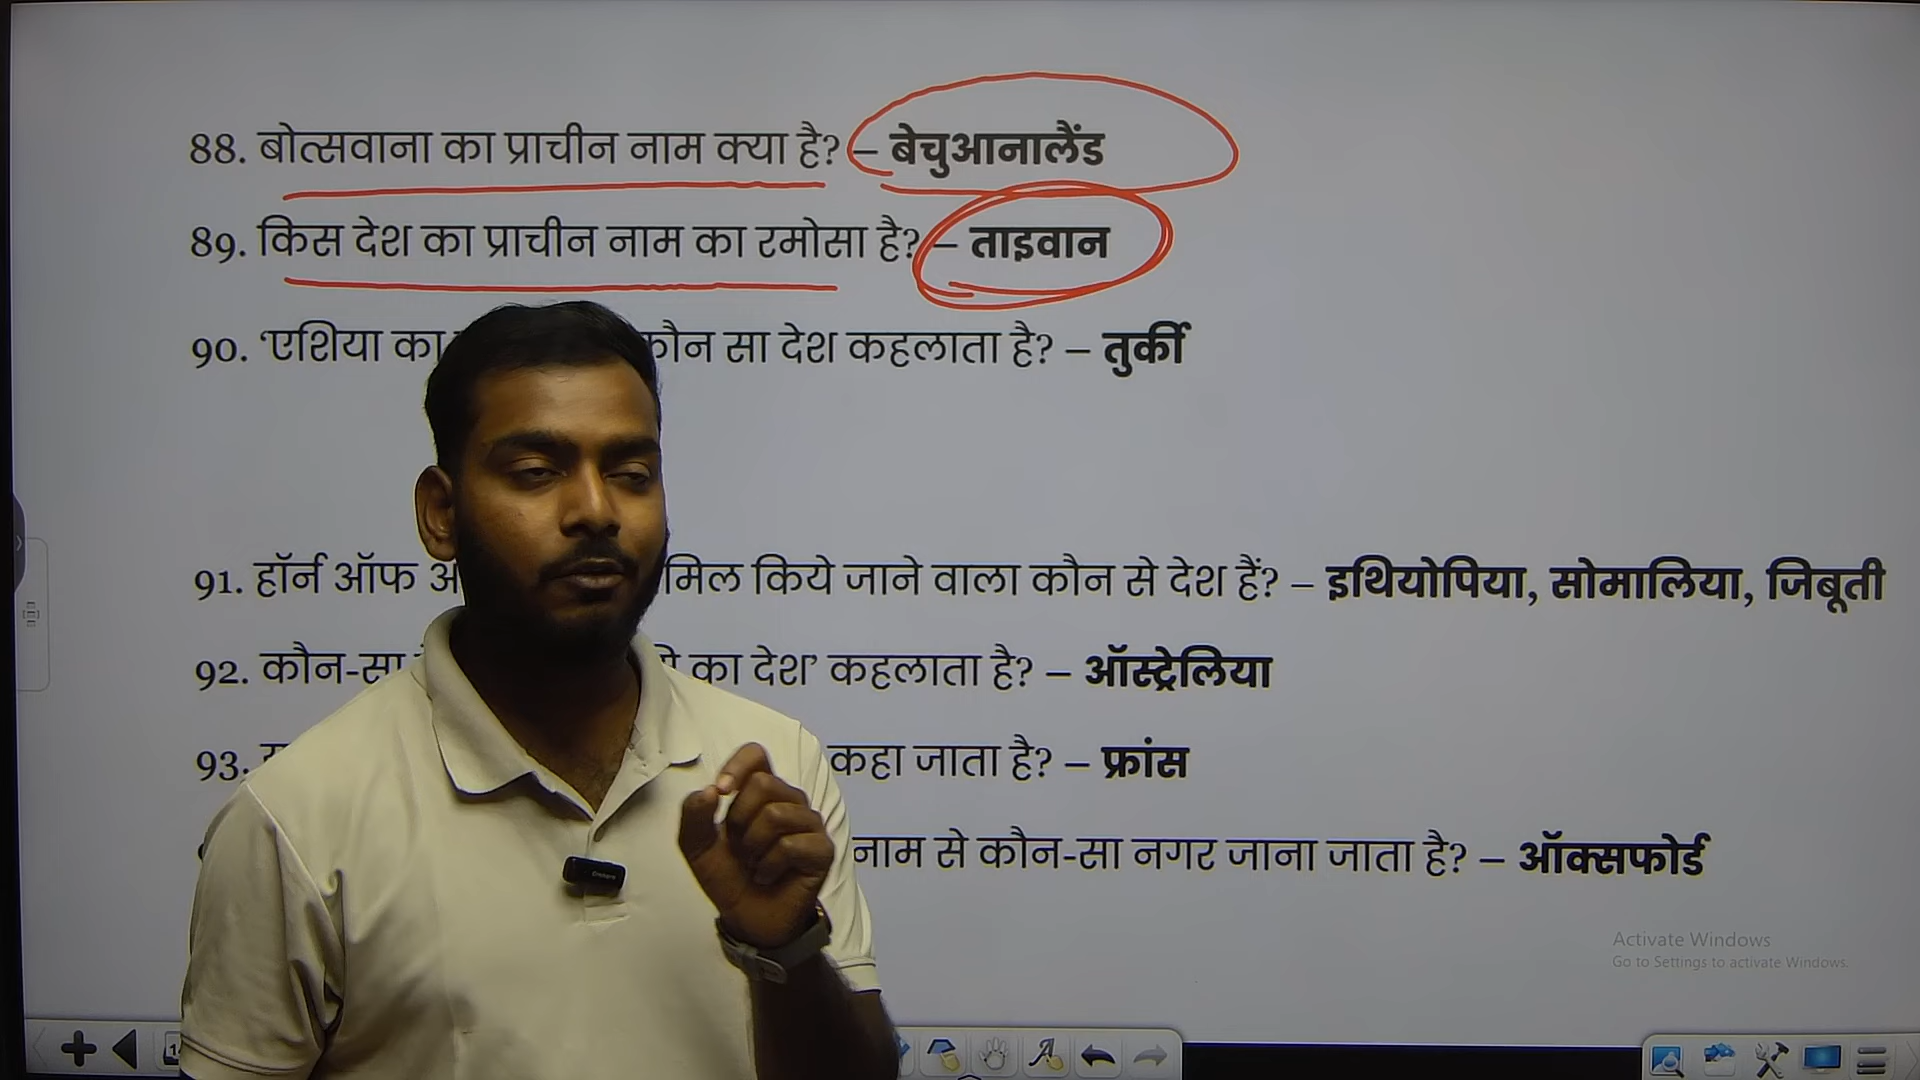 88. बोत्सवाना का प्राचीन नाम क्या है? – बेचुआनालैंड
89. किस देश का प्राचीन नाम का रमोसा है? – ताइवान
90. ‘एशिया का कौन सा देश कहलाता है? – तुर्की
91. हॉर्न ऑफ किये जाने वाला कौन से देश हैं? – इथियोपिया, सोमालिया, जिबूती
92. कौन-सा का देश’ कहलाता है? – ऑस्ट्रेलिया
93. कहा जाता है? – फ्रांस
नाम से कौन-सा नगर जाना जाता है? – ऑक्सफोर्ड
Activate Windows
Go to Settings to activate Windows.